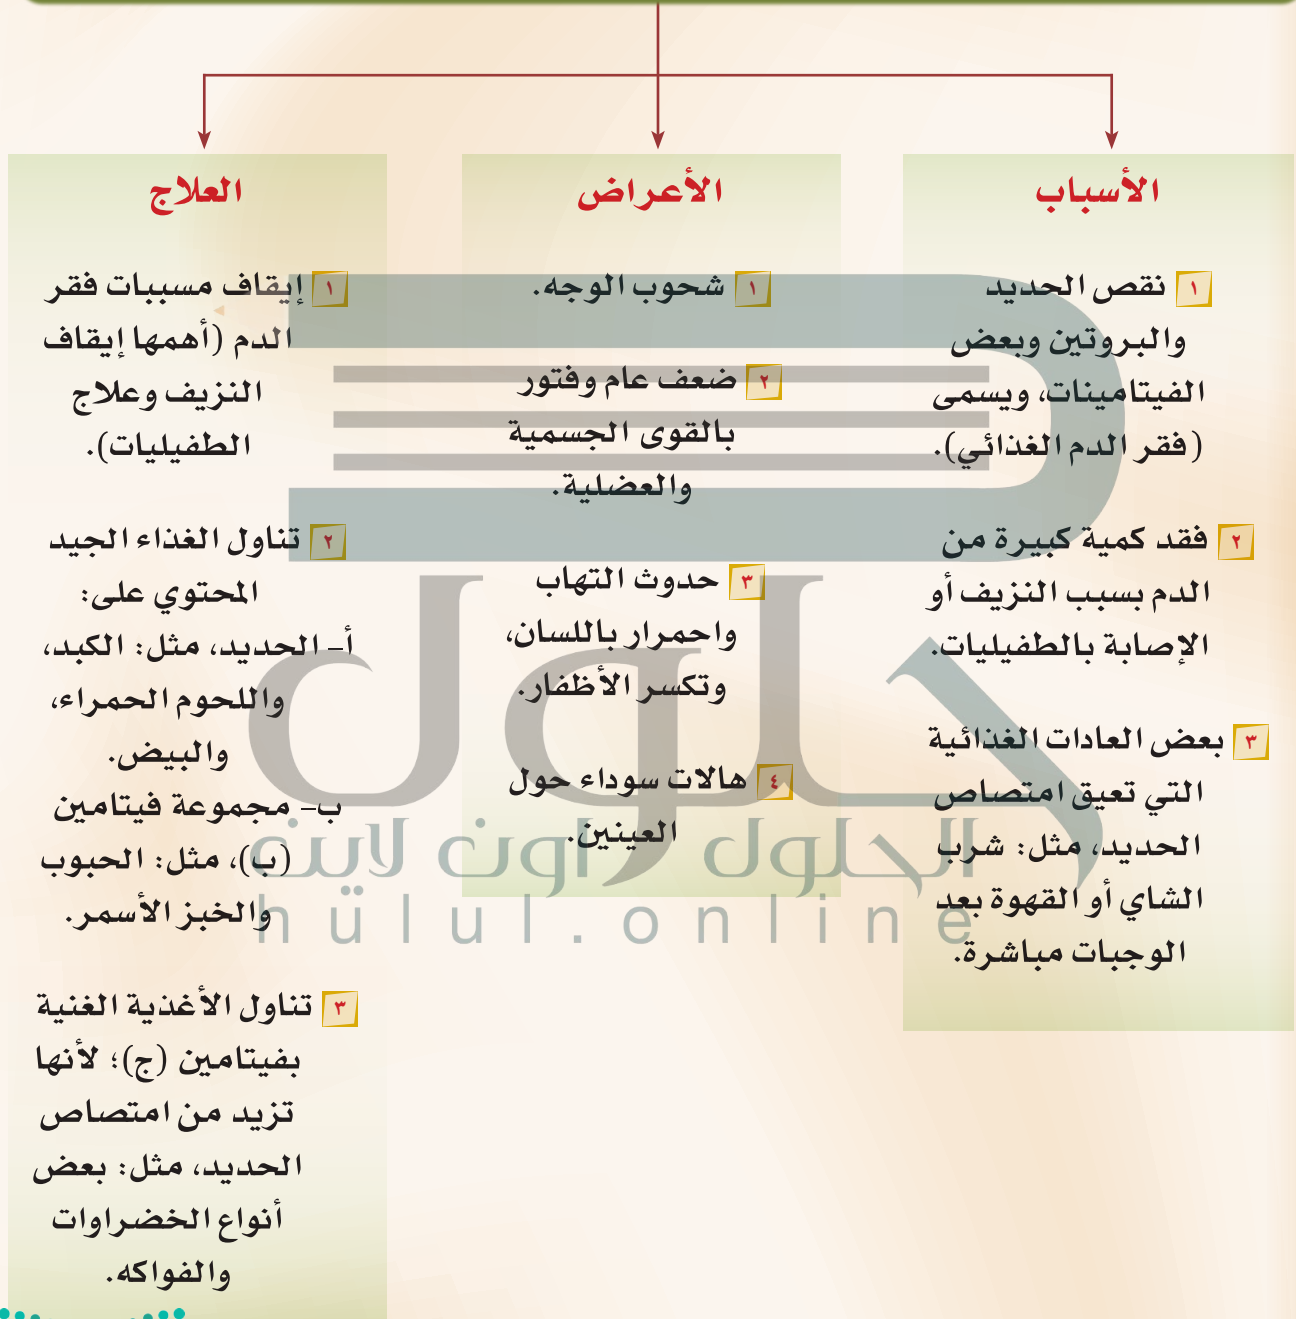 الأسباب
١ نقص الحديد
والبروتين وبعض
الفيتامينات، ويسمى
(فقر الدم الغذائي).
٢ فقد كمية كبيرة من
الدم بسبب النزيف أو
الإصابة بالطفيليات.
٣ بعض العادات الغذائية
التي تعيق امتصاص
الحديد، مثل: شرب
الشاي أو القهوة بعد
الوجبات مباشرة.
الأعراض
١ شحوب الوجه.
٢ ضعف عام وفتور
بالقوى الجسمية
والعضلية.
٣ حدوث التهاب
واحمرار باللسان،
وتكسر الأظفار.
٤ هالات سوداء حول
العينين.
العلاج
١ إيقاف مسببات فقر
الدم (أهمها إيقاف
النزيف وعلاج
الطفيليات).
٢ تناول الغذاء الجيد
المحتوي على:
أ– الحديد، مثل: الكبد،
واللحوم الحمراء،
والبيض.
ب– مجموعة فيتامين
(ب)، مثل: الحبوب
والخبز الأسمر.
٣ تناول الأغذية الغنية
بفيتامين (ج)؛ لأنها
تزيد من امتصاص
الحديد، مثل: بعض
أنواع الخضراوات
والفواكه.
حلول
الحلول اون لاين
hülul.online